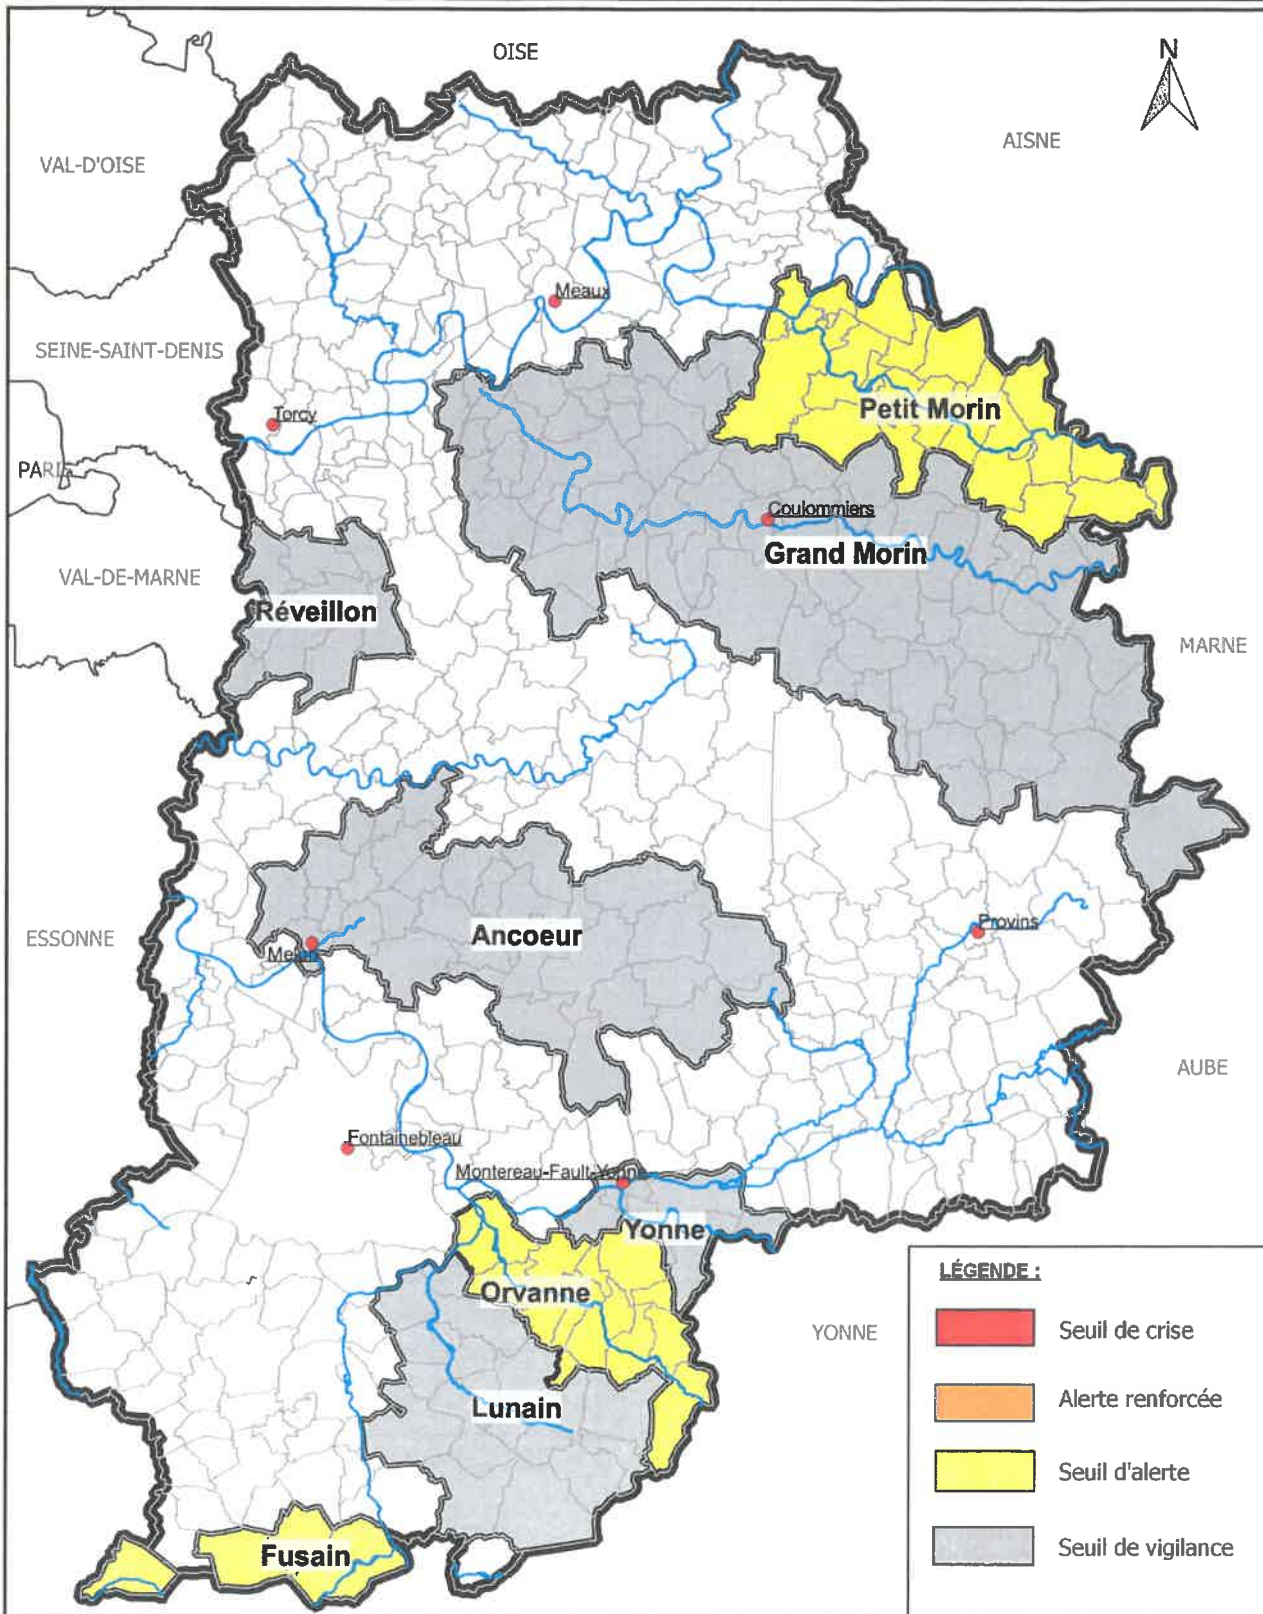 OISE
N
AISNE
VAL-D'OISE
Meaux
SEINE-SAINT-DENIS
Torcy
Petit Morin
PARIS
Coulommiers
Grand Morin
VAL-DE-MARNE
Réveillon
MARNE
Provins
ESSONNE
Ancoeur
Melun
AUBE
Fontainebleau
Montereau-Fault-Yonne
Yonne
Orvanne
YONNE
Lunain
Fusain
LÉGENDE :
Seuil de crise
Alerte renforcée
Seuil d'alerte
Seuil de vigilance